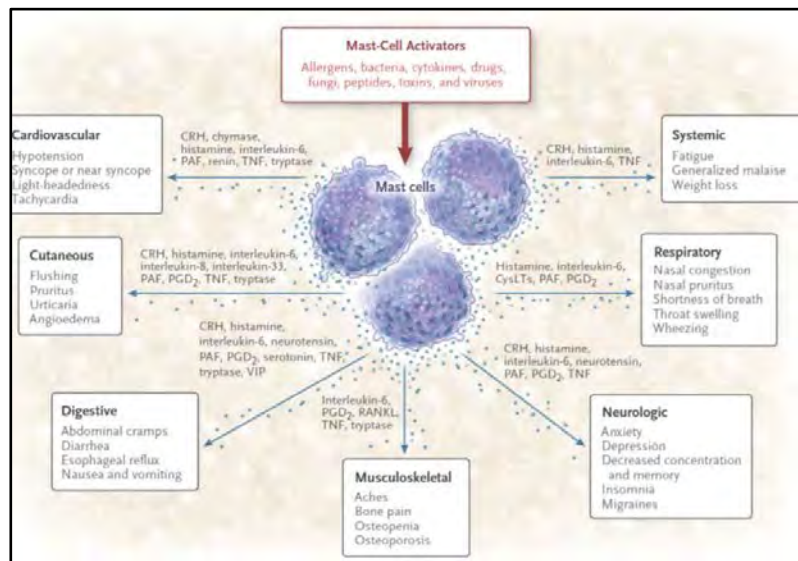 Mast-Cell Activators
Allergens, bacteria, cytokines, drugs,
fungi, peptides, toxins, and viruses
Cardiovascular
Hypotension
Syncope or near syncope
Light-headedness
Tachycardia
CRH, chymase,
histamine, interleukin-6,
PAF, renin, TNF, tryptase
Mast cells
CRH, histamine,
interleukin-6, TNF
Systemic
Fatigue
Generalized malaise
Weight loss
Cutaneous
Flushing
Pruritus
Urticaria
Angioedema
CRH, histamine, interleukin-6,
interleukin-8, interleukin-33,
PAF, PGD₂, TNF, tryptase
Histamine, interleukin-6,
CysLTs, PAF, PGD₂
Respiratory
Nasal congestion
Nasal pruritus
Shortness of breath
Throat swelling
Wheezing
CRH, histamine,
interleukin-6, neurotensin,
PAF, PGD₂, serotonin, TNF,
tryptase, VIP
CRH, histamine,
interleukin-6, neurotensin,
PAF, PGD₂, TNF
Digestive
Abdominal cramps
Diarrhea
Esophageal reflux
Nausea and vomiting
Interleukin-6,
PGD₂, RANKL,
TNF, tryptase
Musculoskeletal
Aches
Bone pain
Osteopenia
Osteoporosis
Neurologic
Anxiety
Depression
Decreased concentration
and memory
Insomnia
Migraines